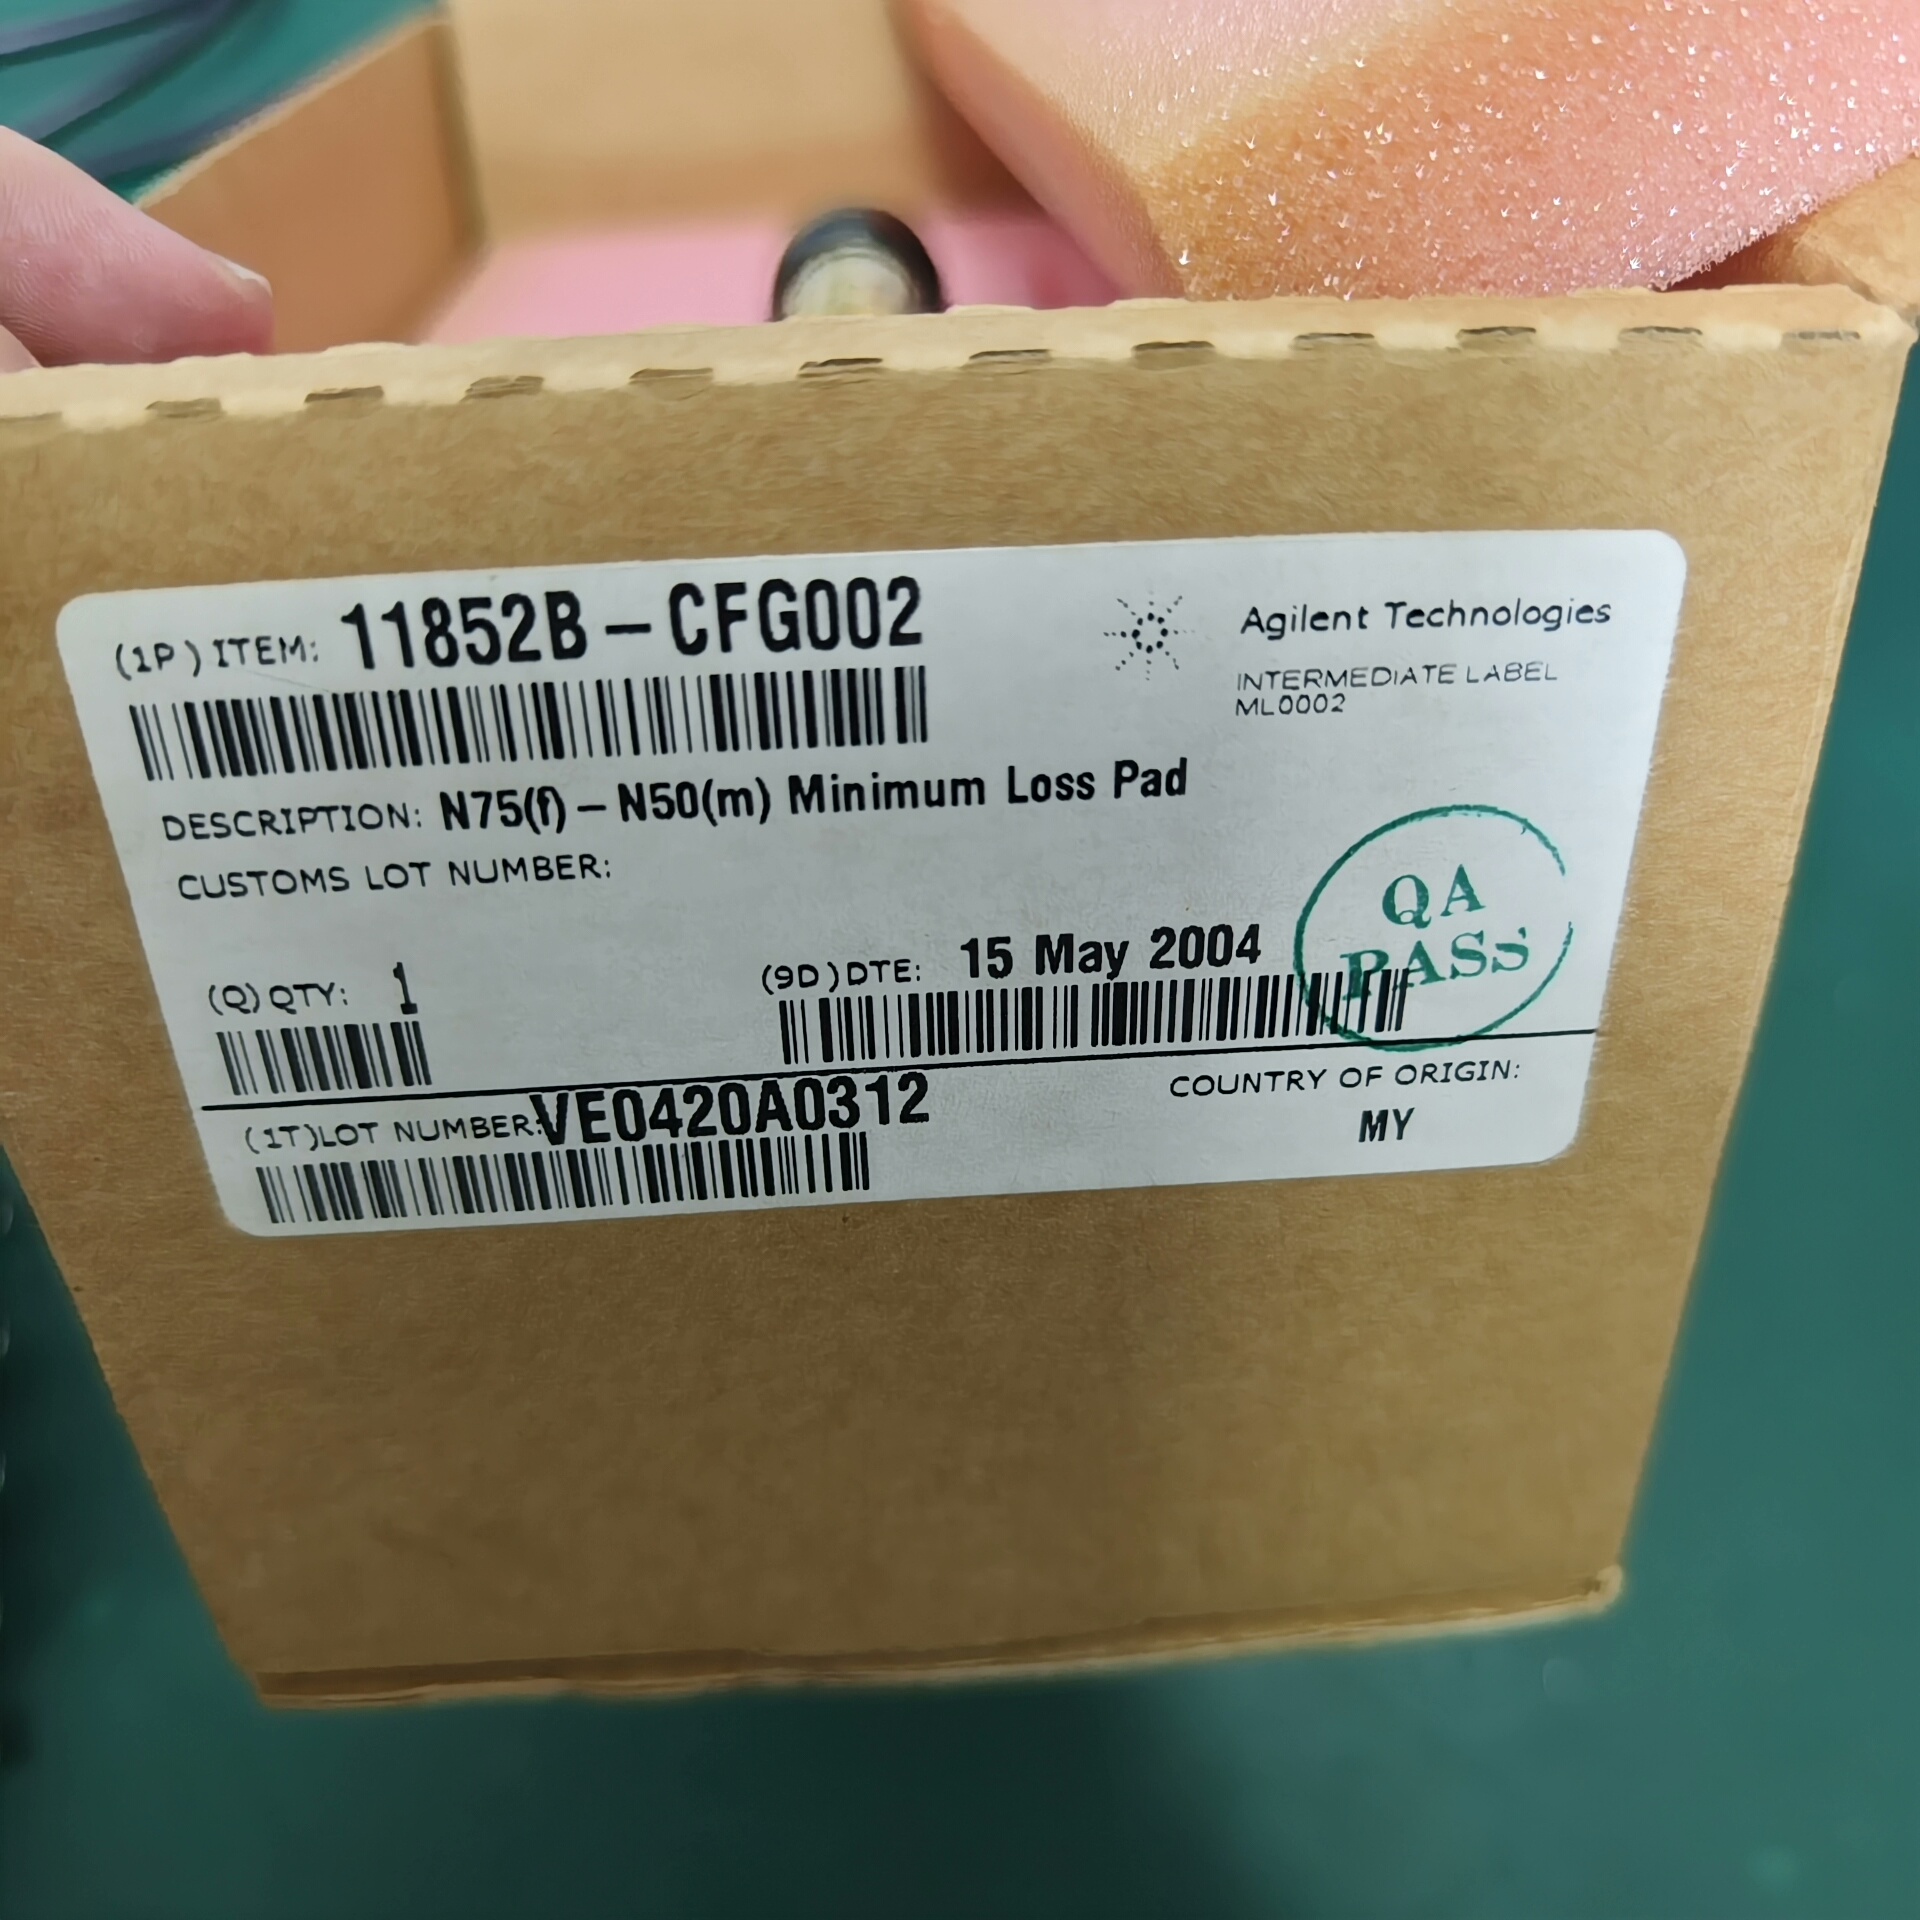 (1P) ITEM: 11852B-CFG002
Agilent Technologies
INTERMEDIATE LABEL
ML0002
DESCRIPTION: N75(f)-N50(m) Minimum Loss Pad
CUSTOMS LOT NUMBER:
QA
PASS
(Q) QTY: 1
(9D) DTE: 15 May 2004
(1T)LOT NUMBER:VE0420A0312
COUNTRY OF ORIGIN:
MY